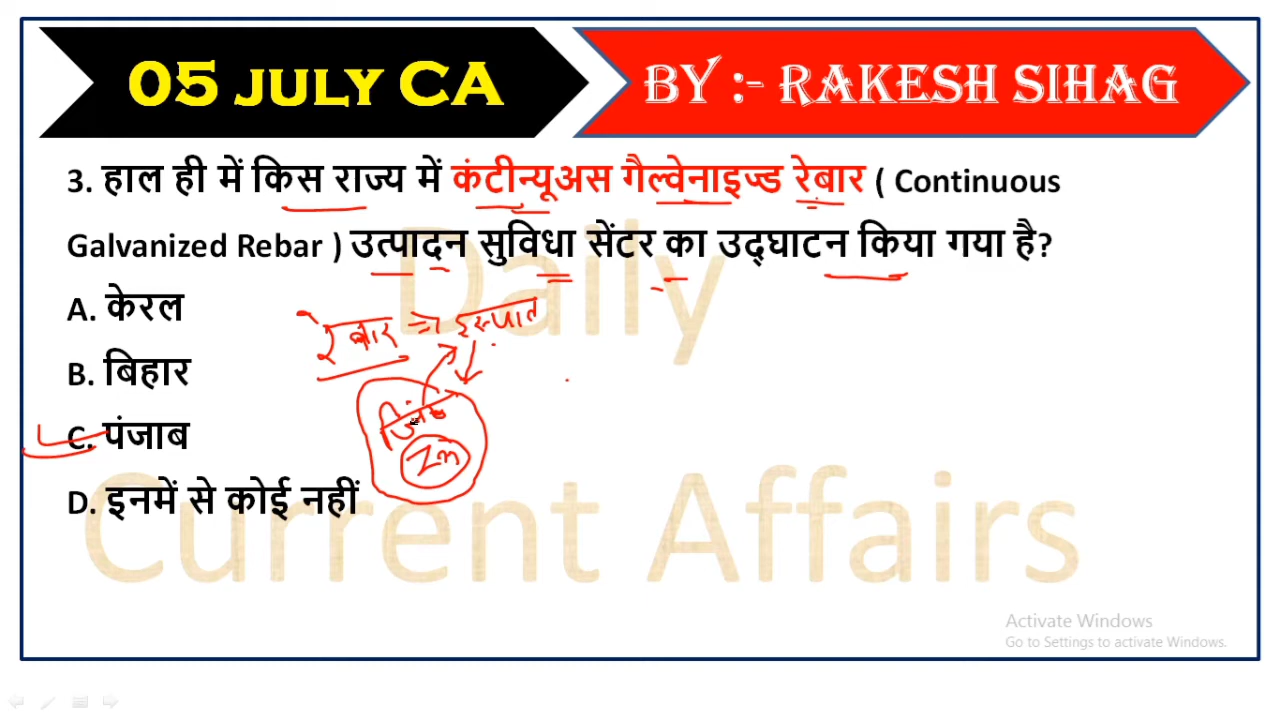 05 JULY CA
BY :- RAKESH SIHAG
3. हाल ही में किस राज्य में कंटीन्यूअस गैल्वेनाइज्ड रेबार ( Continuous
Galvanized Rebar ) उत्पादन सुविधा सेंटर का उद्घाटन किया गया है?
A. केरल
रेबार ⇒ इस्पात
B. बिहार
जिंक
C. पंजाब
Zn
D. इनमें से कोई नहीं
Daily
Current Affairs
Activate Windows
Go to Settings to activate Windows.